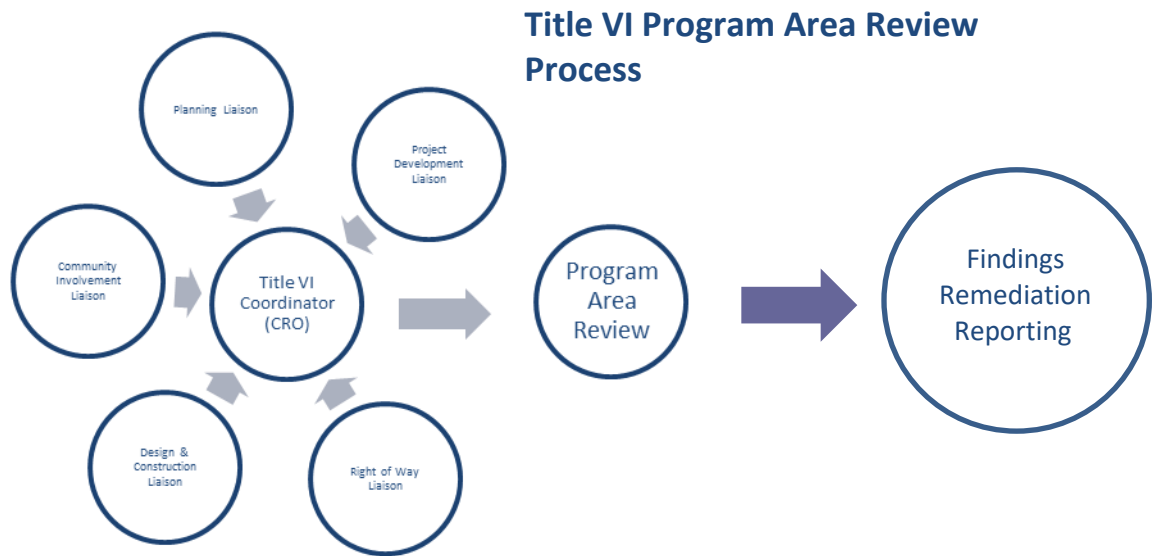 Title VI Program Area Review
Process
Planning Liaison
Project
Development
Liaison
Community
Involvement
Liaison
Title VI
Coordinator
(CRO)
Program
Area
Review
Findings
Remediation
Reporting
Design &
Construction
Liaison
Right of Way
Liaison